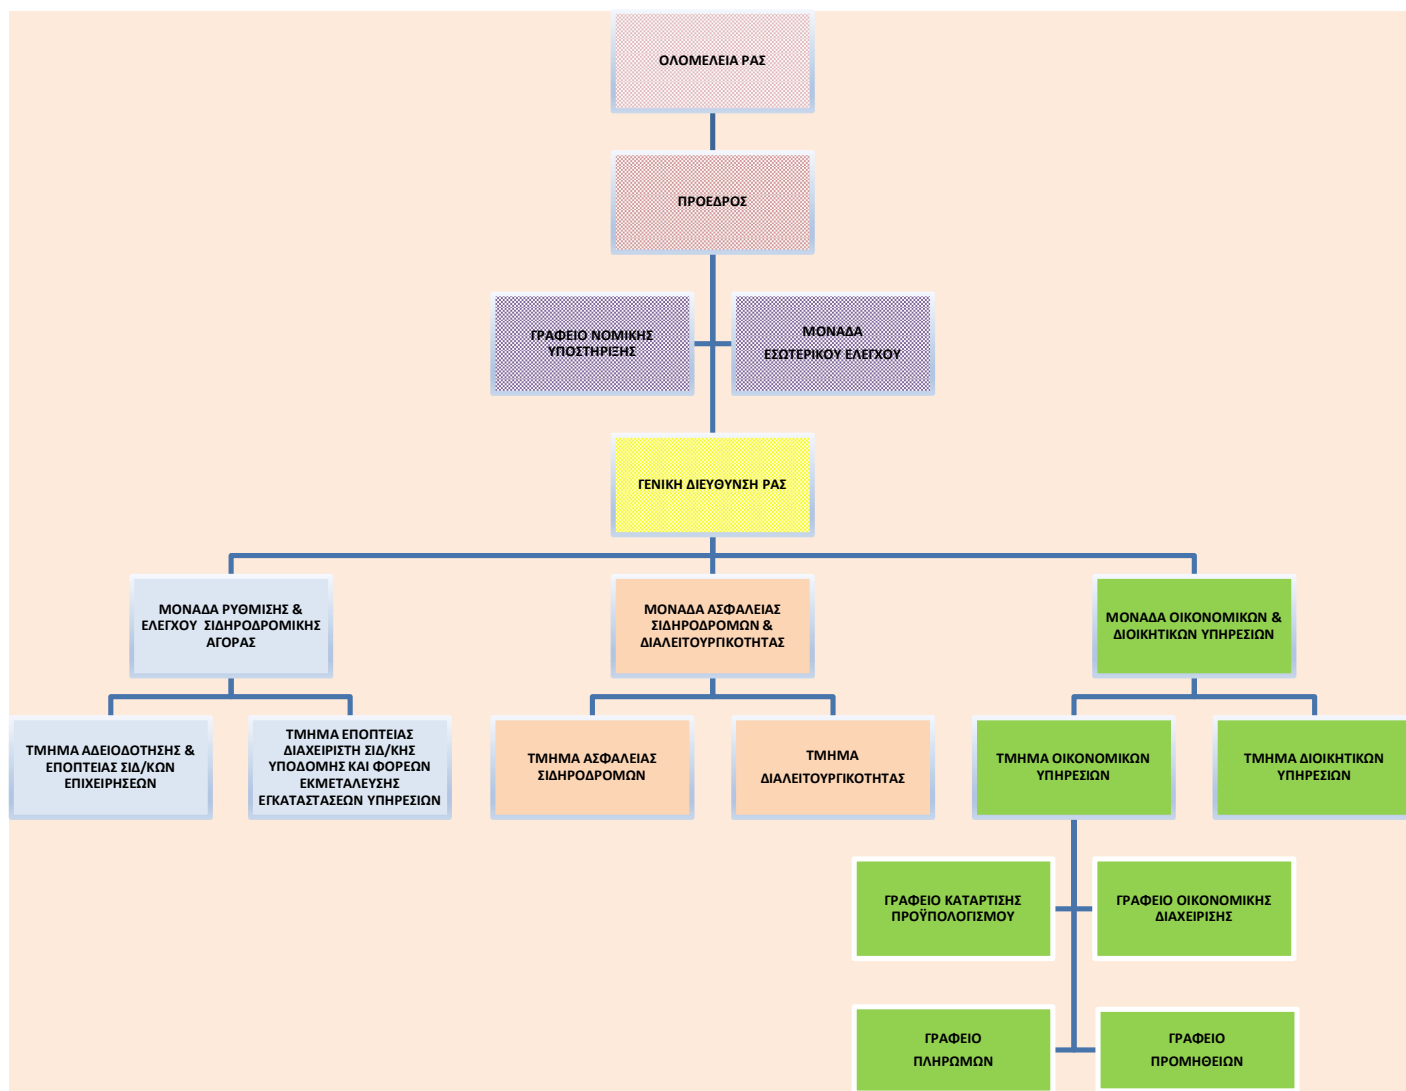 ΟΛΟΜΕΛΕΙΑ ΡΑΣ
ΠΡΟΕΔΡΟΣ
ΓΡΑΦΕΙΟ ΝΟΜΙΚΗΣ
ΥΠΟΣΤΗΡΙΞΗΣ
ΜΟΝΑΔΑ
ΕΣΩΤΕΡΙΚΟΥ ΕΛΕΓΧΟΥ
ΓΕΝΙΚΗ ΔΙΕΥΘΥΝΣΗ ΡΑΣ
ΜΟΝΑΔΑ ΡΥΘΜΙΣΗΣ &
ΕΛΕΓΧΟΥ ΣΙΔΗΡΟΔΡΟΜΙΚΗΣ
ΑΓΟΡΑΣ
ΜΟΝΑΔΑ ΑΣΦΑΛΕΙΑΣ
ΣΙΔΗΡΟΔΡΟΜΩΝ &
ΔΙΑΛΕΙΤΟΥΡΓΙΚΟΤΗΤΑΣ
ΜΟΝΑΔΑ ΟΙΚΟΝΟΜΙΚΩΝ &
ΔΙΟΙΚΗΤΙΚΩΝ ΥΠΗΡΕΣΙΩΝ
ΤΜΗΜΑ ΑΔΕΙΟΔΟΤΗΣΗΣ &
ΕΠΟΠΤΕΙΑΣ ΣΙΔ/ΚΩΝ
ΕΠΙΧΕΙΡΗΣΕΩΝ
ΤΜΗΜΑ ΕΠΟΠΤΕΙΑΣ
ΔΙΑΧΕΙΡΙΣΤΗ ΣΙΔ/ΚΗΣ
ΥΠΟΔΟΜΗΣ ΚΑΙ ΦΟΡΕΩΝ
ΕΚΜΕΤΑΛΕΥΣΗΣ
ΕΓΚΑΤΑΣΤΑΣΕΩΝ ΥΠΗΡΕΣΙΩΝ
ΤΜΗΜΑ ΑΣΦΑΛΕΙΑΣ
ΣΙΔΗΡΟΔΡΟΜΩΝ
ΤΜΗΜΑ
ΔΙΑΛΕΙΤΟΥΡΓΙΚΟΤΗΤΑΣ
ΤΜΗΜΑ ΟΙΚΟΝΟΜΙΚΩΝ
ΥΠΗΡΕΣΙΩΝ
ΤΜΗΜΑ ΔΙΟΙΚΗΤΙΚΩΝ
ΥΠΗΡΕΣΙΩΝ
ΓΡΑΦΕΙΟ ΚΑΤΑΡΤΙΣΗΣ
ΠΡΟΫΠΟΛΟΓΙΣΜΟΥ
ΓΡΑΦΕΙΟ ΟΙΚΟΝΟΜΙΚΗΣ
ΔΙΑΧΕΙΡΙΣΗΣ
ΓΡΑΦΕΙΟ
ΠΛΗΡΩΜΩΝ
ΓΡΑΦΕΙΟ
ΠΡΟΜΗΘΕΙΩΝ